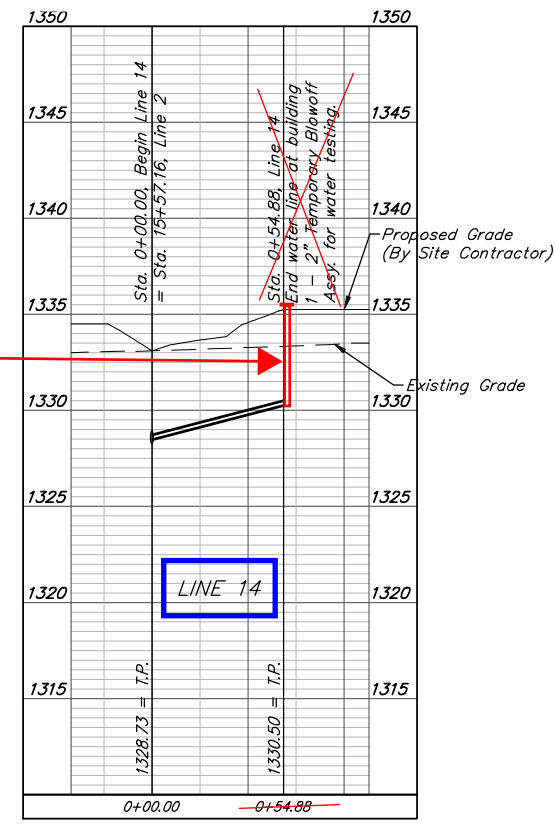 1350 1350
1345 1345
1340 1340
1335 1335
1330 1330
1325 1325
1320 1320
1315 1315
Sta. 0+00.00, Begin Line 14
= Sta. 15+57.16, Line 2
Sta. 0+54.88, Line 14
End water line at building
1 - 2" Temporary Blowoff
Assy. for water testing.
Proposed Grade
(By Site Contractor)
Existing Grade
LINE 14
1328.73 = T.P.
1330.50 = T.P.
0+00.00 0+54.88